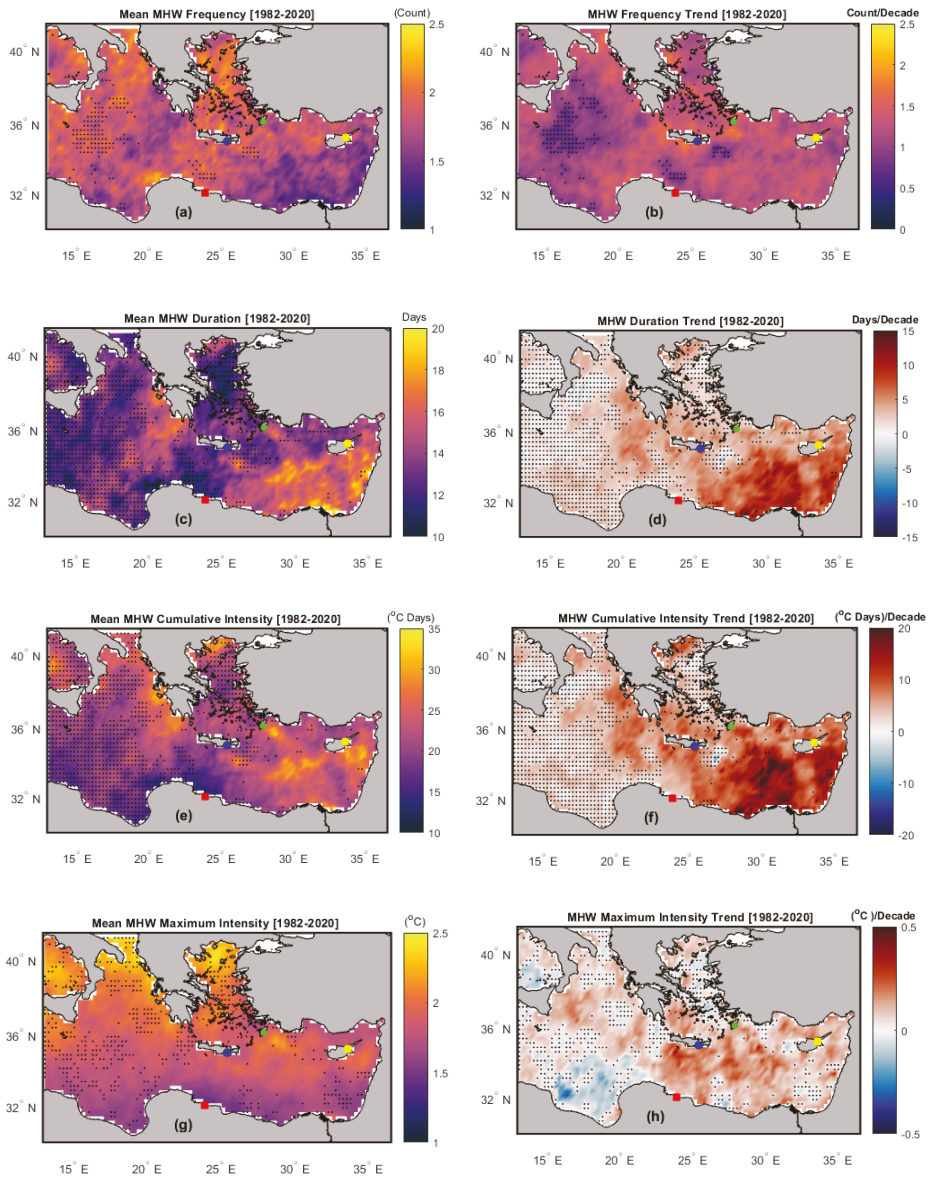 Mean MHW Frequency [1982-2020] (Count)
40° N
36° N
32° N
15° E 20° E 25° E 30° E 35° E
2.5
2
1.5
1
(a)
MHW Frequency Trend [1982-2020] Count/Decade
40° N
36° N
32° N
15° E 20° E 25° E 30° E 35° E
2.5
2
1.5
1
0.5
0
(b)
Mean MHW Duration [1982-2020] Days
40° N
36° N
32° N
15° E 20° E 25° E 30° E 35° E
20
18
16
14
12
10
(c)
MHW Duration Trend [1982-2020] Days/Decade
40° N
36° N
32° N
15° E 20° E 25° E 30° E 35° E
15
10
5
0
-5
-10
-15
(d)
Mean MHW Cumulative Intensity [1982-2020] (°C Days)
40° N
36° N
32° N
15° E 20° E 25° E 30° E 35° E
35
30
25
20
15
10
(e)
MHW Cumulative Intensity Trend [1982-2020] (°C Days)/Decade
40° N
36° N
32° N
15° E 20° E 25° E 30° E 35° E
20
10
0
-10
-20
(f)
Mean MHW Maximum Intensity [1982-2020] (°C)
40° N
36° N
32° N
15° E 20° E 25° E 30° E 35° E
2.5
2
1.5
1
(g)
MHW Maximum Intensity Trend [1982-2020] (°C )/Decade
40° N
36° N
32° N
15° E 20° E 25° E 30° E 35° E
0.5
0
-0.5
(h)